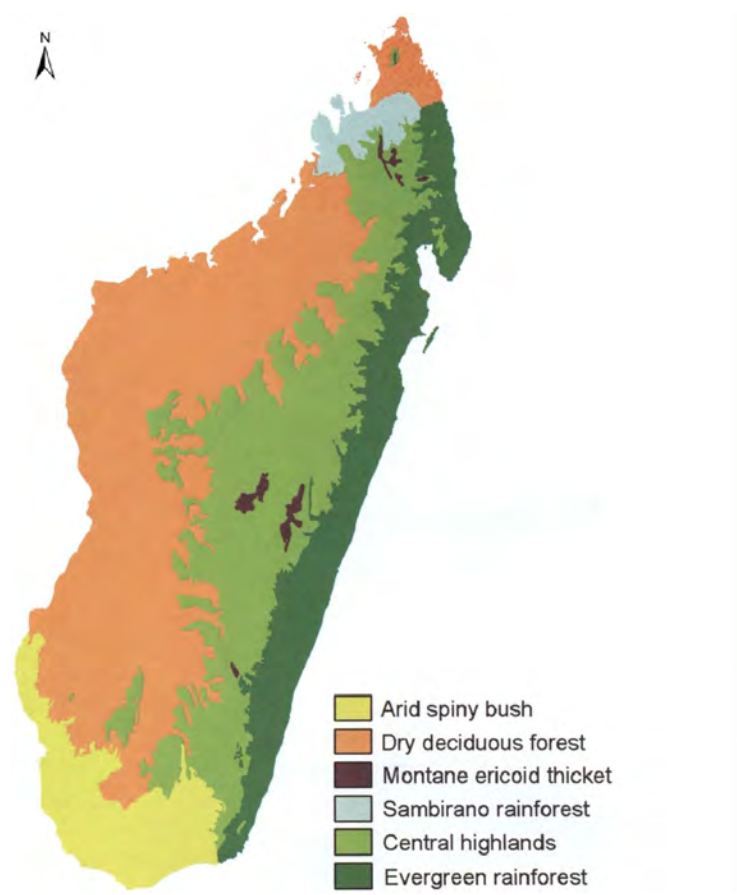 N
Arid spiny bush
Dry deciduous forest
Montane ericoid thicket
Sambirano rainforest
Central highlands
Evergreen rainforest